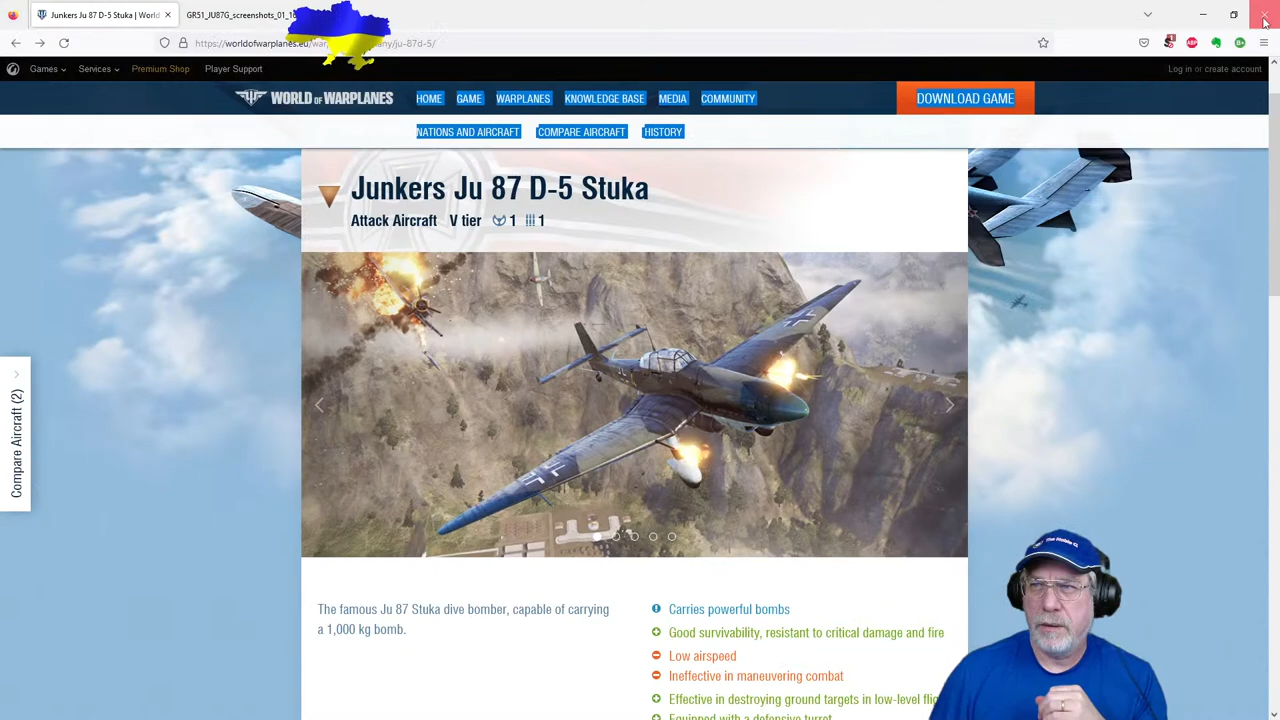 Junkers Ju 87 D-5 Stuka | World
GR51_JU87G_screenshots_01_1
https://worldofwarplanes.eu/ny/ju-87-d-5/
Games Services Premium Shop Player Support
Log in or create account
WORLD OF WARPLANES HOME GAME WARPLANES KNOWLEDGE BASE MEDIA COMMUNITY DOWNLOAD GAME
NATIONS AND AIRCRAFT COMPARE AIRCRAFT HISTORY
Junkers Ju 87 D-5 Stuka
Attack Aircraft V tier 1 1
Compare Aircraft (2)
The famous Ju 87 Stuka dive bomber, capable of carrying
a 1,000 kg bomb.
Carries powerful bombs
Good survivability, resistant to critical damage and fire
Low airspeed
Ineffective in maneuvering combat
Effective in destroying ground targets in low-level
Equipped with a defensive turret